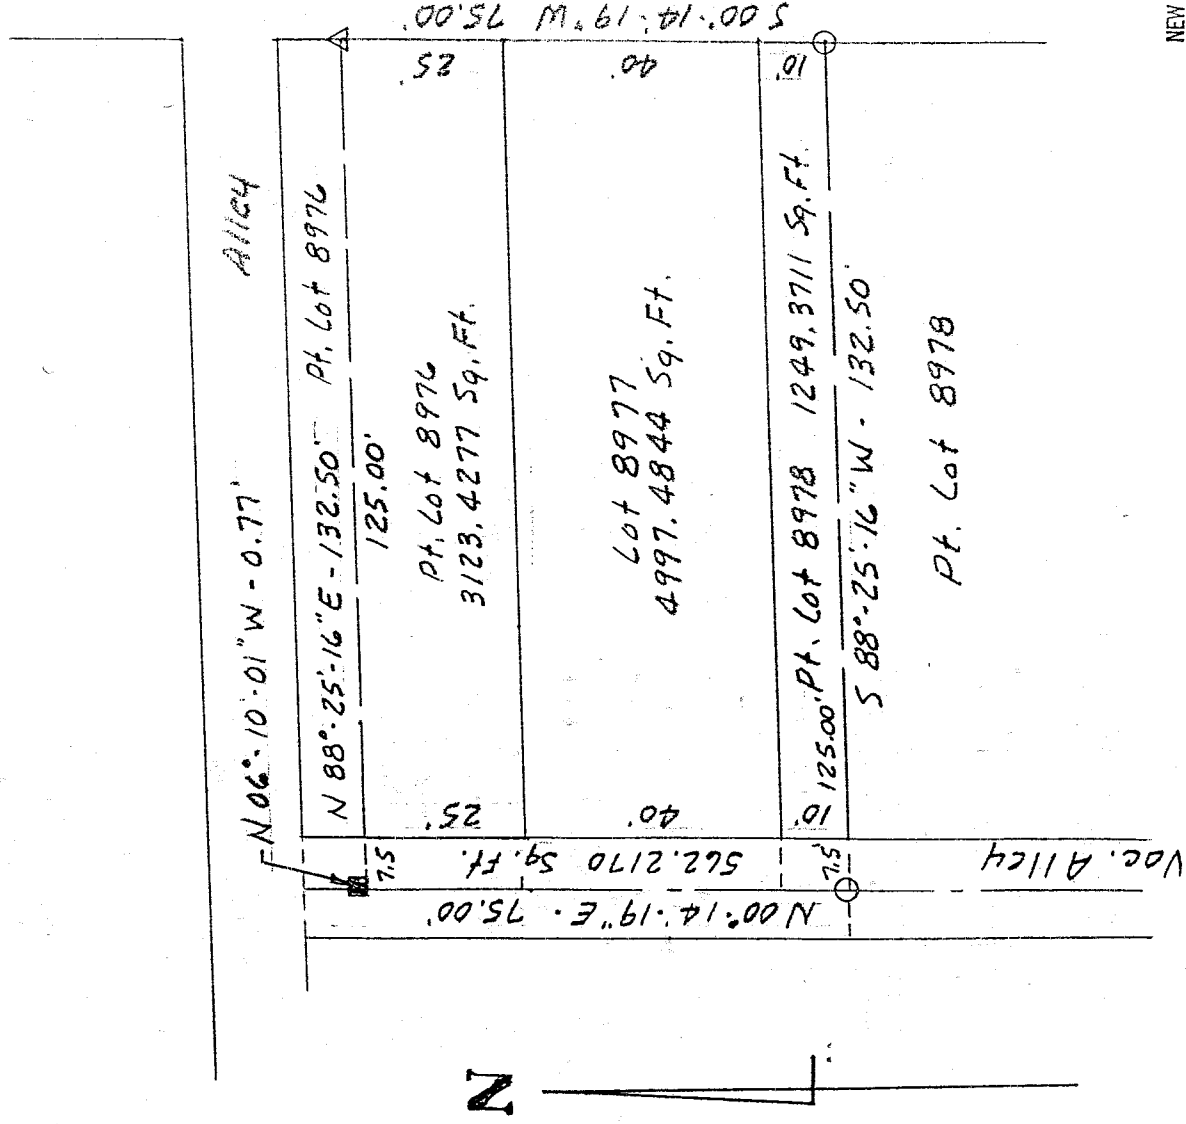 S 00°·14'·19" W 75.00'
NEW
25'
40'
10'
Alley
Pt. Lot 8976
N 88°·25'·16" E - 132.50'
125.00'
N 06°·10'·01" W - 0.77'
Pt. Lot 8976
3123.4277 Sq. Ft.
Lot 8977
4997.4844 Sq. Ft.
125.00' Pt. Lot 8978 1249.3711 Sq. Ft.
S 88°·25'·16" W - 132.50'
Pt. Lot 8978
25'
40'
10'
7.5
562.2170 Sq. Ft.
7.5'
Vac. Alley
N 00°·14'·19" E - 75.00'
N